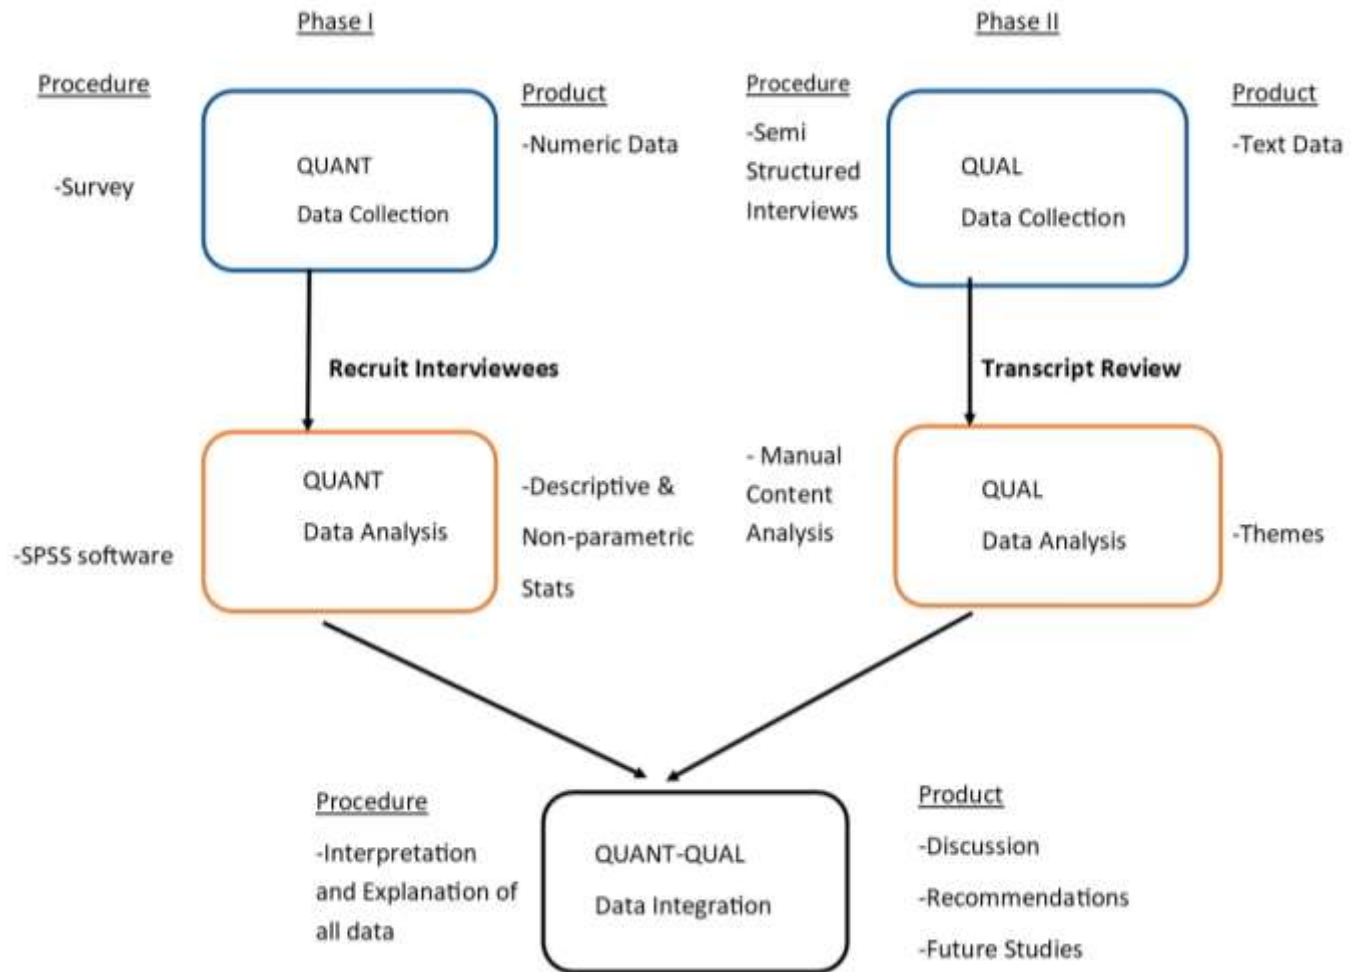 Phase I
Procedure
-Survey
QUANT
Data Collection
Product
-Numeric Data
Recruit Interviewees
-SPSS software
QUANT
Data Analysis
-Descriptive &
Non-parametric
Stats
Phase II
Procedure
-Semi
Structured
Interviews
QUAL
Data Collection
Product
-Text Data
Transcript Review
- Manual
Content
Analysis
QUAL
Data Analysis
-Themes
Procedure
-Interpretation
and Explanation of
all data
QUANT-QUAL
Data Integration
Product
-Discussion
-Recommendations
-Future Studies